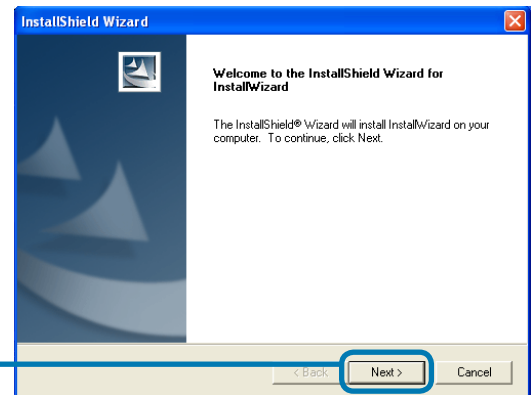 InstallShield Wizard
Welcome to the InstallShield Wizard for
InstallWizard
The InstallShield® Wizard will install InstallWizard on your
computer. To continue, click Next.
< Back
Next >
Cancel